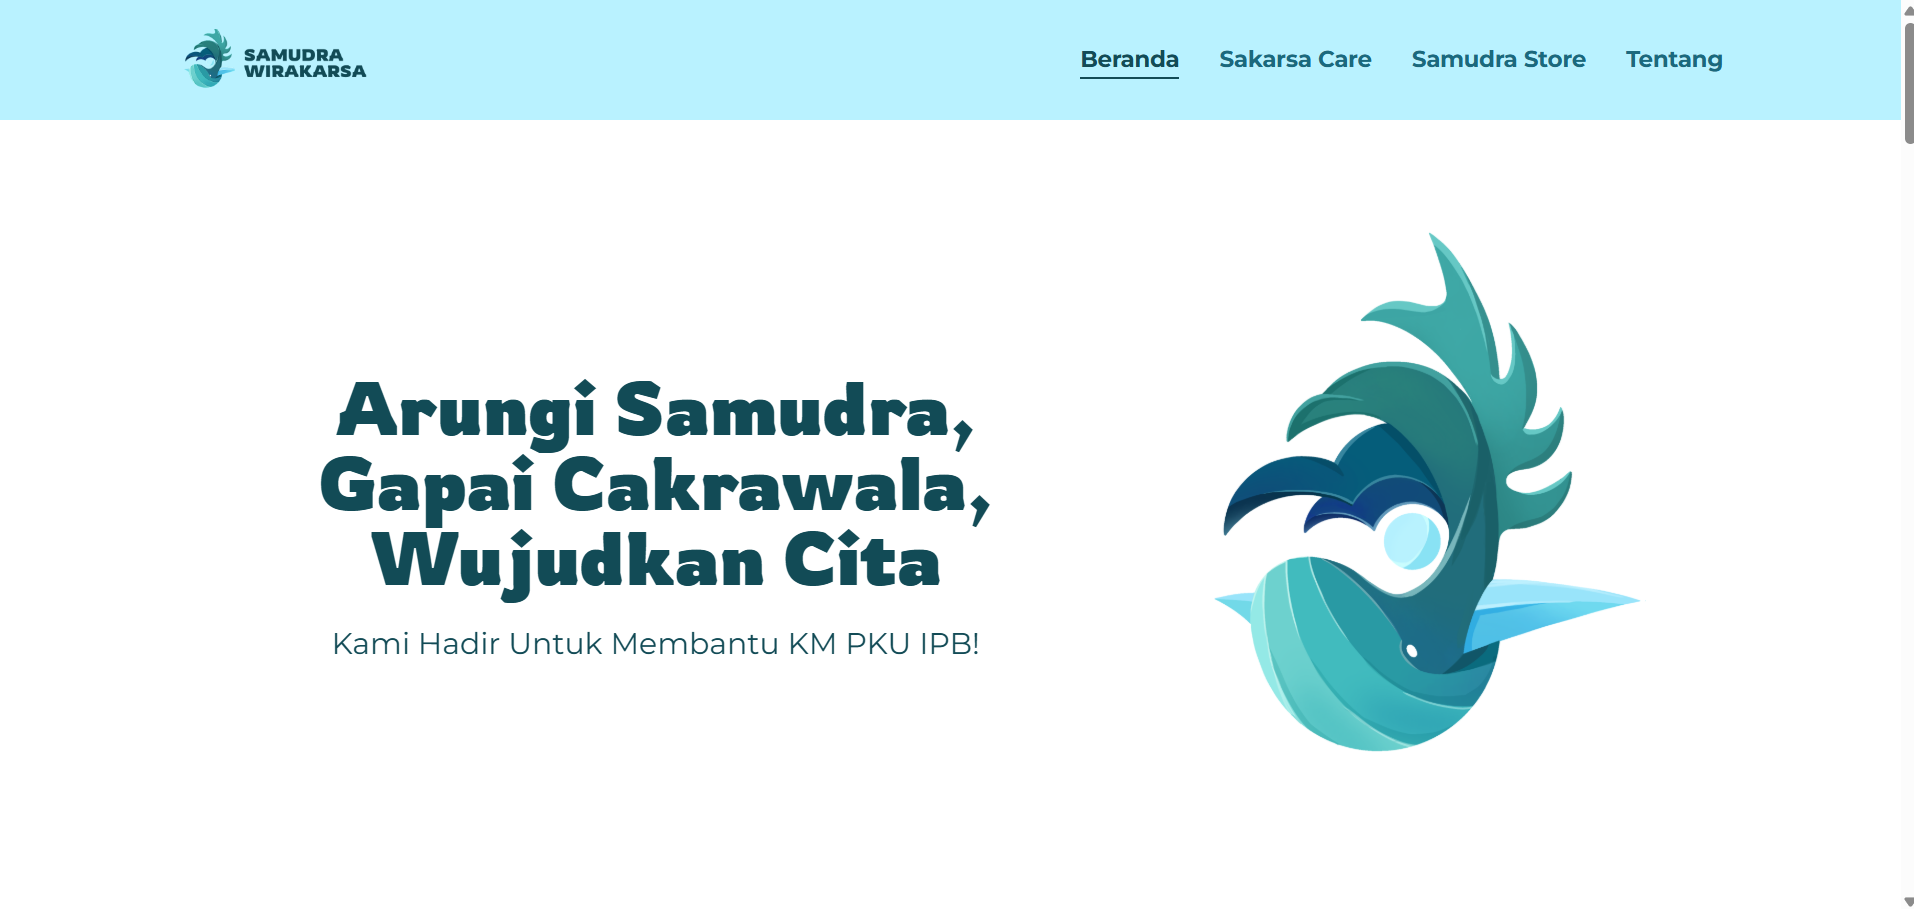 SAMUDRA
WIRAKARSA
Beranda
Sakarsa Care
Samudra Store
Tentang
Arungi Samudra,
Gapai Cakrawala,
Wujudkan Cita
Kami Hadir Untuk Membantu KM PKU IPB!